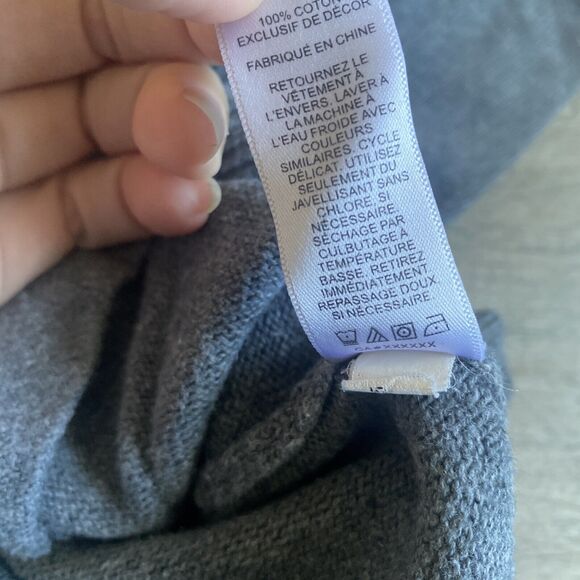 100% COTON
EXCLUSIF DE DÉCOR
FABRIQUÉ EN CHINE
RETOURNEZ LE
VÊTEMENT À
L'ENVERS. LAVER À
LA MACHINE À
L'EAU FROIDE AVEC
COULEURS
SIMILAIRES, CYCLE
DÉLICAT. UTILISEZ
SEULEMENT DU
JAVELLISANT SANS
CHLORE, SI
NÉCESSAIRE.
SÉCHAGE PAR
CULBUTAGE À
TEMPÉRATURE
BASSE. RETIREZ
IMMÉDIATEMENT.
REPASSAGE DOUX
SI NÉCESSAIRE.
CA#XXXXXX